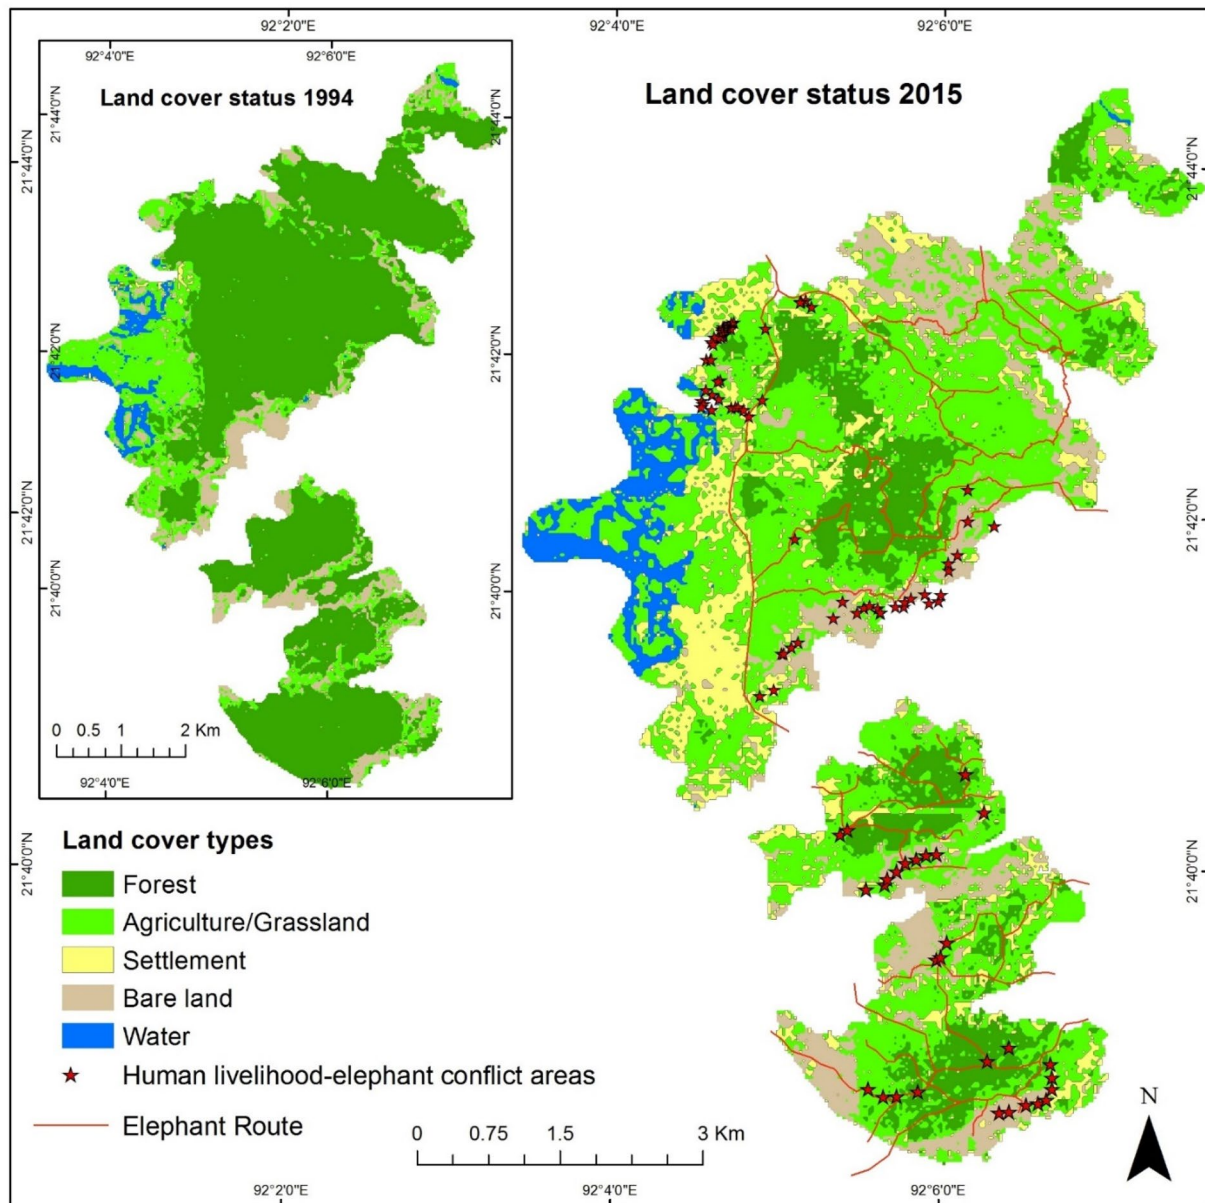 92°2'0"E
92°4'0"E
92°6'0"E
92°4'0"E
92°6'0"E
Land cover status 1994
Land cover status 2015
21°44'0"N
21°44'0"N
21°44'0"N
21°44'0"N
21°42'0"N
21°42'0"N
21°42'0"N
21°42'0"N
21°40'0"N
21°40'0"N
0 0.5 1 2 Km
92°4'0"E
92°6'0"E
21°40'0"N
21°40'0"N
Land cover types
Forest
Agriculture/Grassland
Settlement
Bare land
Water
Human livelihood-elephant conflict areas
Elephant Route
0 0.75 1.5 3 Km
N
92°2'0"E
92°4'0"E
92°6'0"E